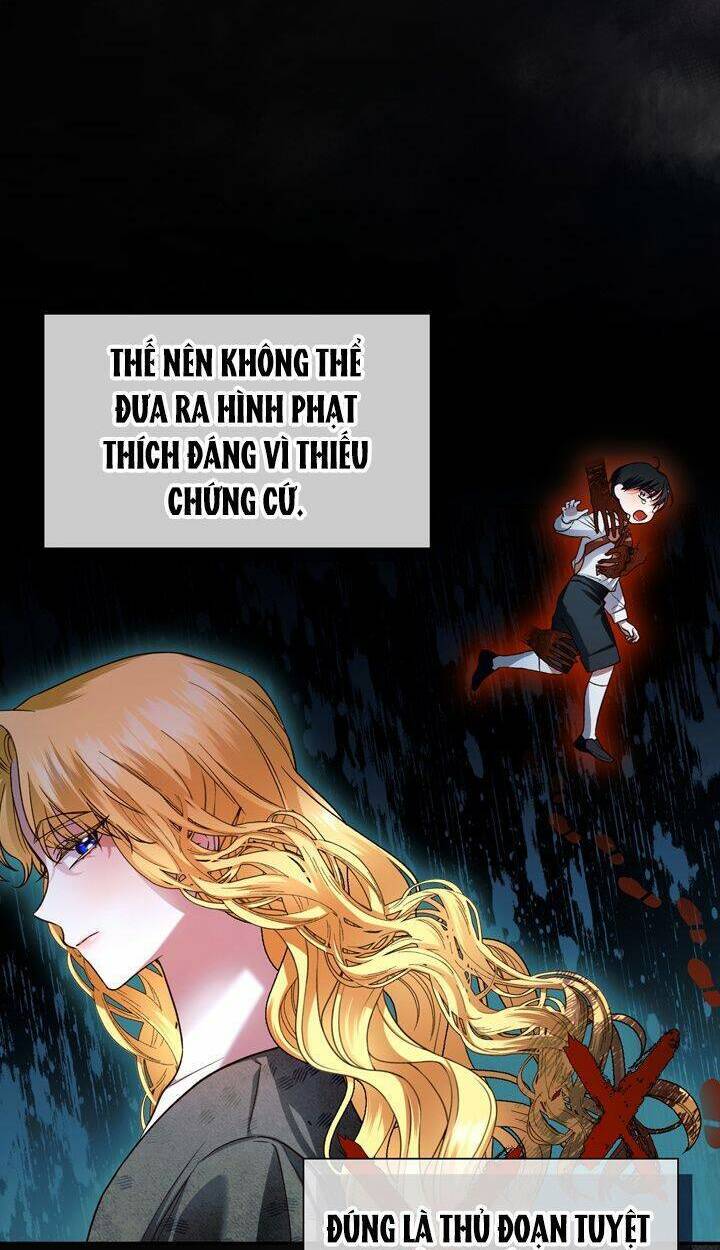 THẾ NÊN KHÔNG THỂ
ĐƯA RA HÌNH PHẠT
THÍCH ĐÁNG VÌ THIẾU
CHỨNG CỨ.
ĐÚNG LÀ THỦ ĐOẠN TUYỆT